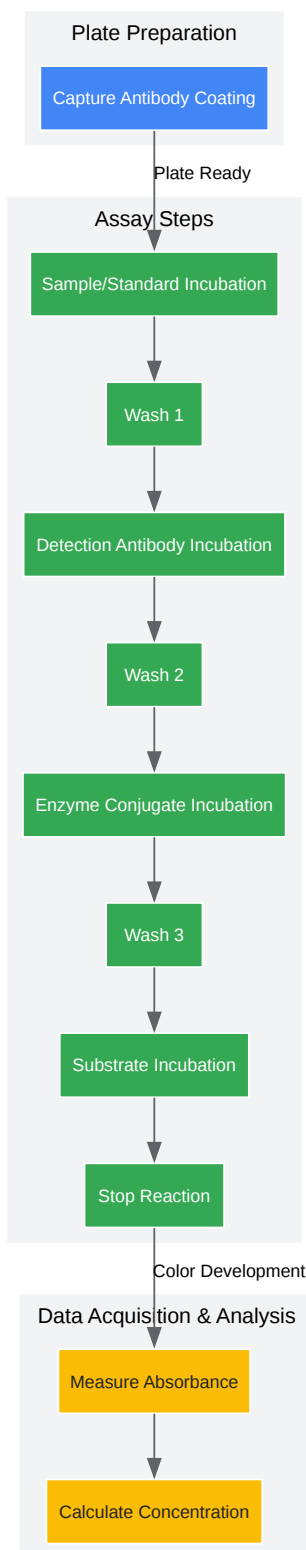 Plate Preparation
Capture Antibody Coating
Plate Ready
Assay Steps
Sample/Standard Incubation
Wash 1
Detection Antibody Incubation
Wash 2
Enzyme Conjugate Incubation
Wash 3
Substrate Incubation
Stop Reaction
Color Development
Data Acquisition & Analysis
Measure Absorbance
Calculate Concentration